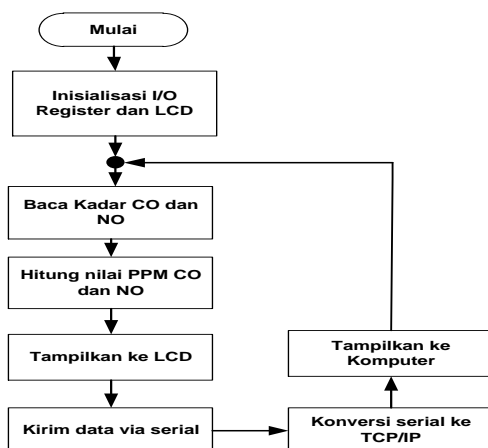 Mulai
Inisialisasi I/O
Register dan LCD
Baca Kadar CO dan
NO
Hitung nilai PPM CO
dan NO
Tampilkan ke LCD
Kirim data via serial
Konversi serial ke
TCP/IP
Tampilkan ke
Komputer